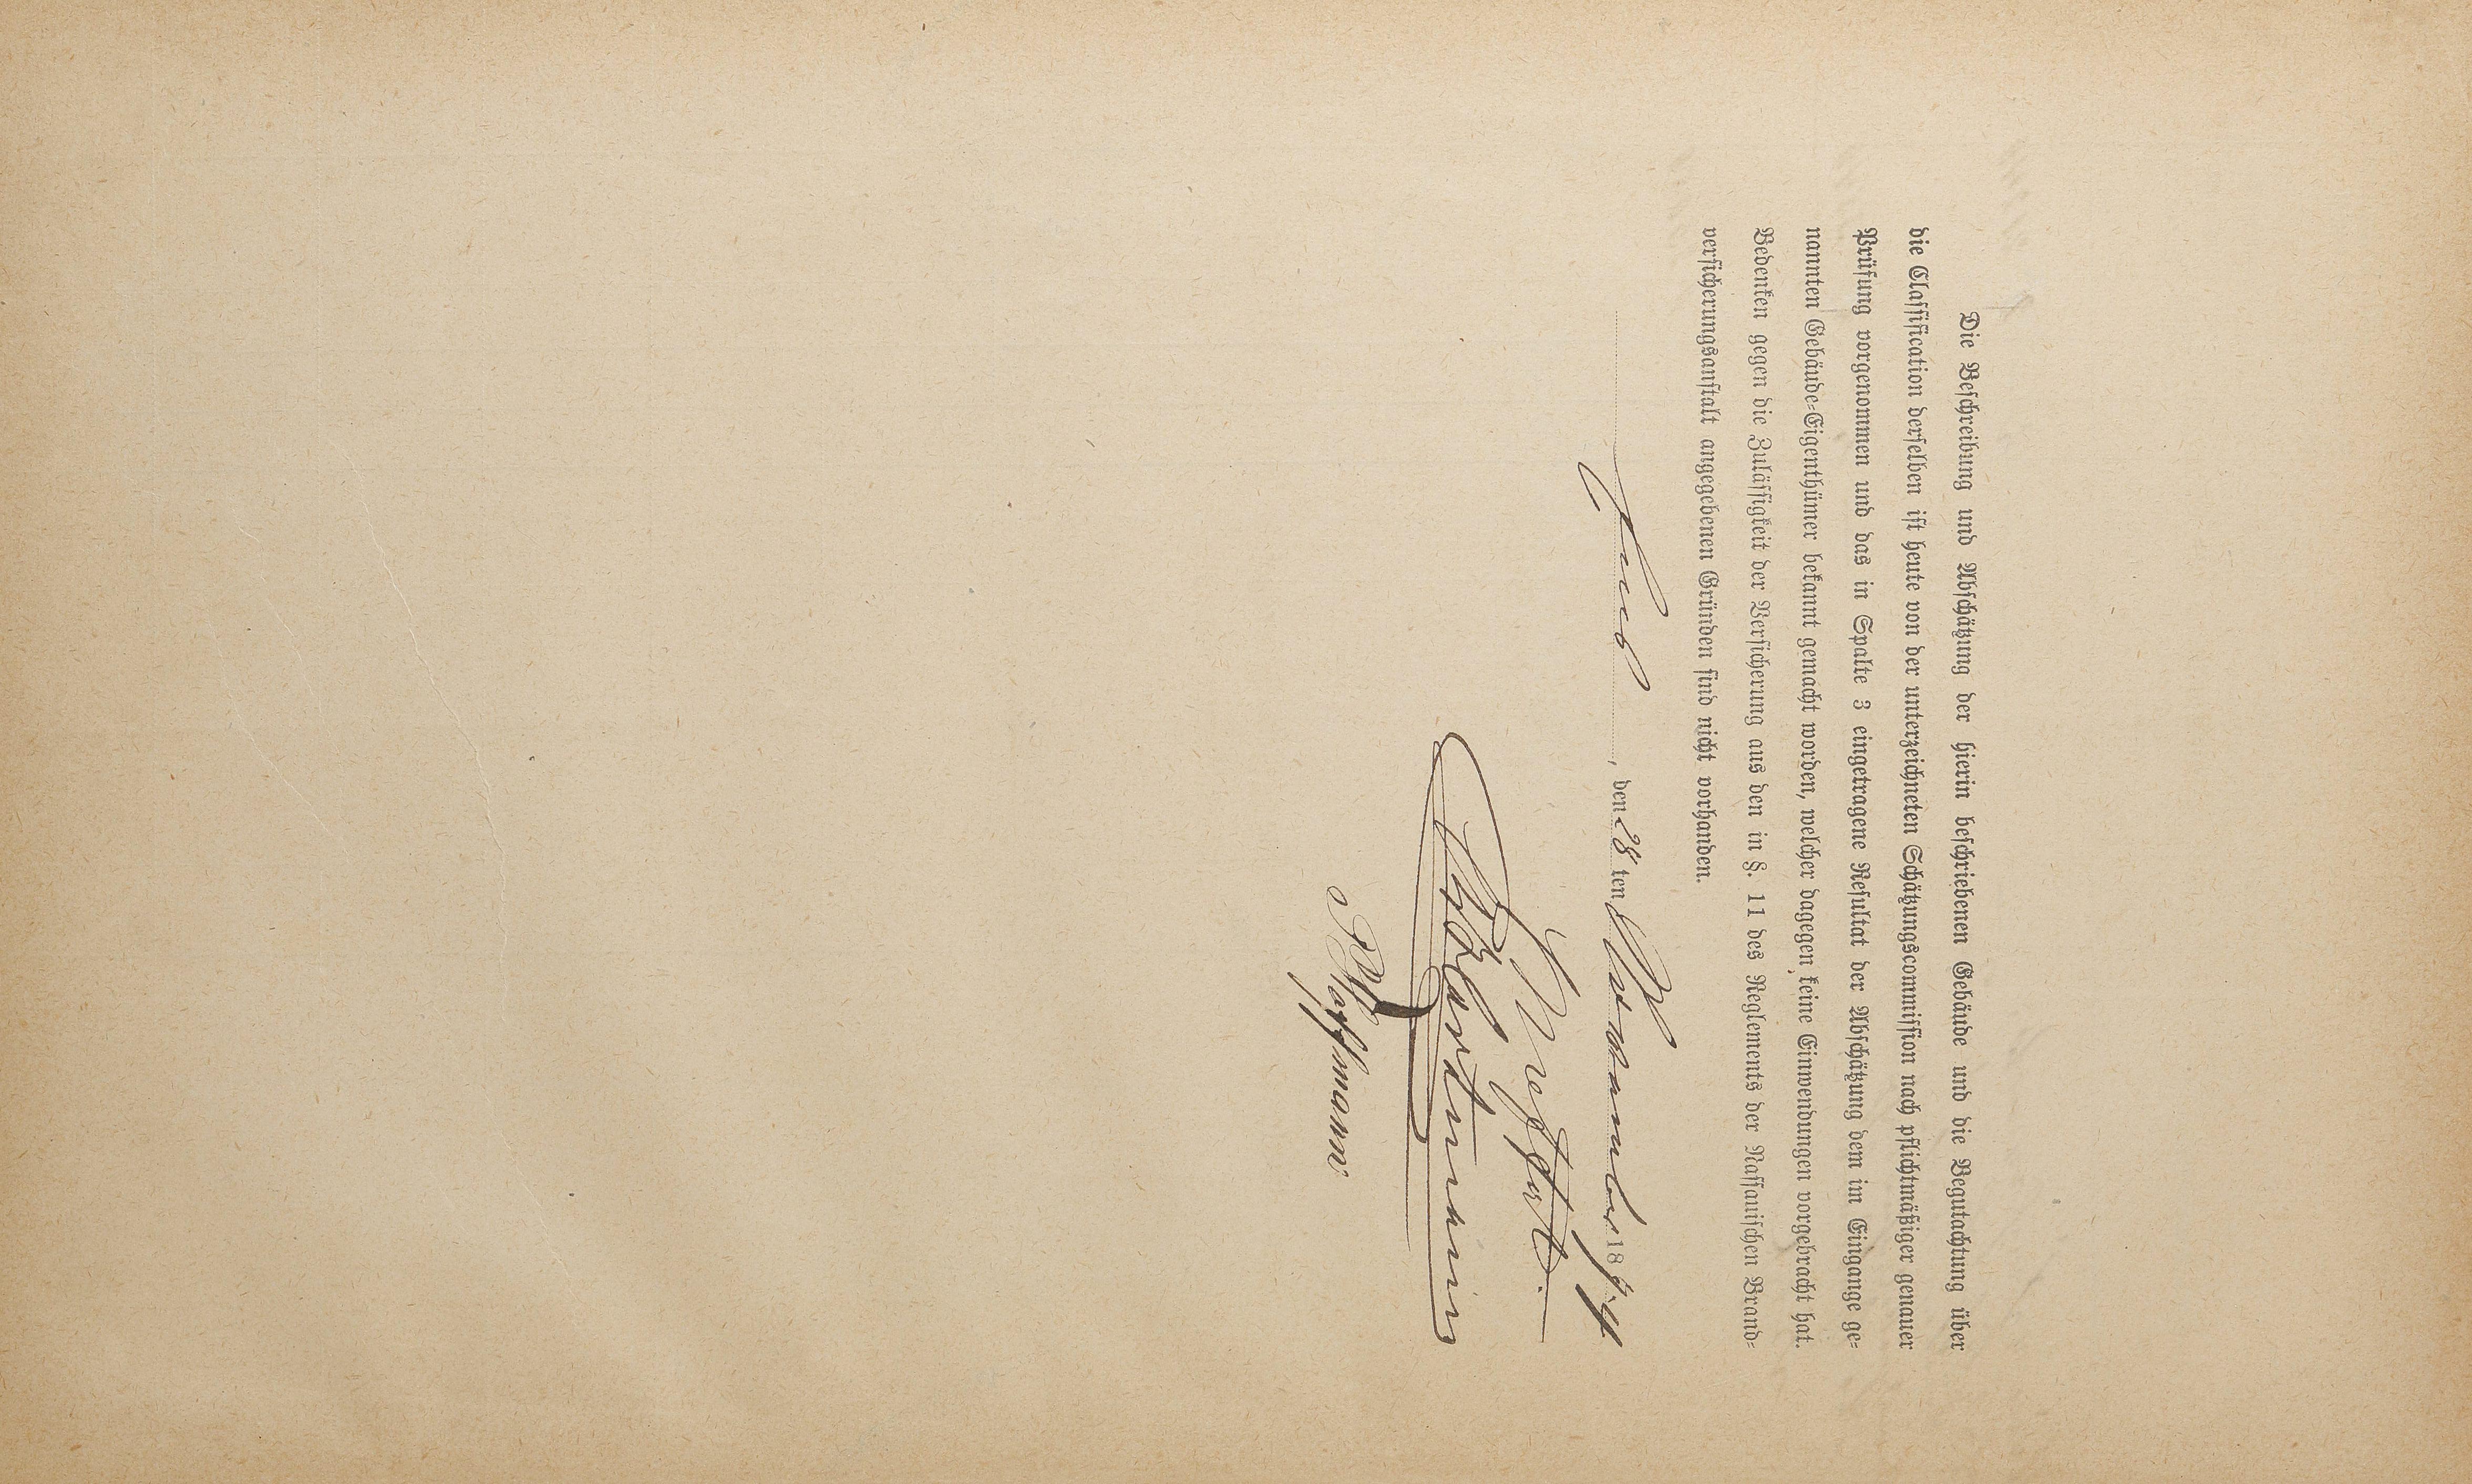 Die Beschreibung und Abschätzung der hierin beschriebenen Gebäude und die Begutachtung über
die Classification derselben ist heute von der unterzeichneten Schätzungscommission nach pflichtmäßiger genauer
Prüfung vorgenommen und das in Spalte 3 eingetragene Resultat der Abschätzung dem im Eingange ge-
nannten Gebäude-Eigenthümer bekannt gemacht worden, welcher dagegen keine Einwendungen vorgebracht hat.
Bedenken gegen die Zulässigkeit der Versicherung aus den in §. 11 des Reglements der Nassauischen Brand-
versicherungsanstalt angegebenen Gründen sind nicht vorhanden.
, den 28 ten November 18
Hoffmann